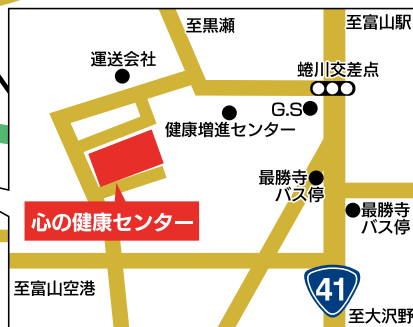 至黒瀬
至富山駅
運送会社
蜷川交差点
G.S
健康増進センター
最勝寺
バス停
最勝寺
バス停
心の健康センター
至富山空港
41
至大沢野